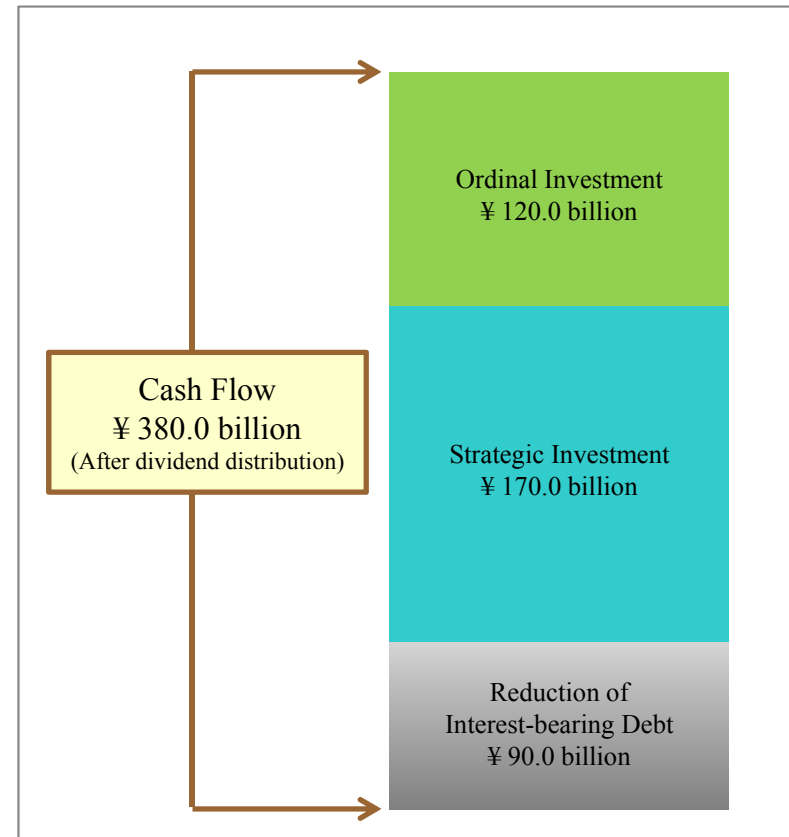 Ordinal Investment
¥ 120.0 billion
Cash Flow
¥ 380.0 billion
(After dividend distribution)
Strategic Investment
¥ 170.0 billion
Reduction of
Interest-bearing Debt
¥ 90.0 billion